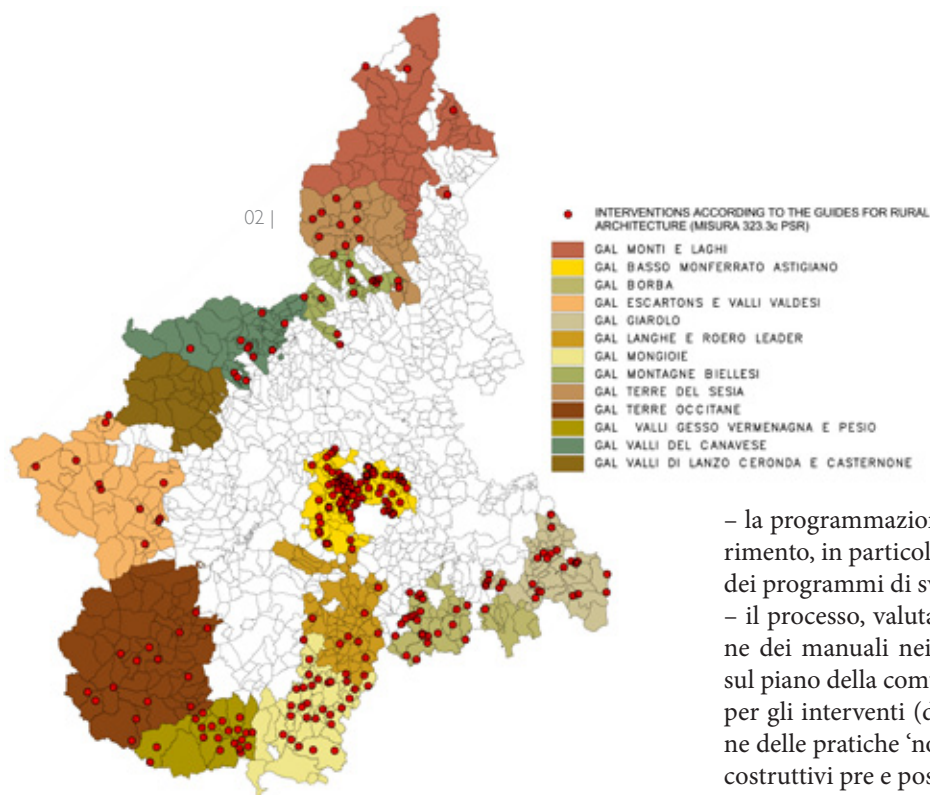 02 |
INTERVENTIONS ACCORDING TO THE GUIDES FOR RURAL
ARCHITECTURE (MISURA 323.3c PSR)
GAL MONTI E LAGHI
GAL BASSO MONFERRATO ASTIGIANO
GAL BORBA
GAL ESCARTONS E VALLI VALDESI
GAL GIAROLO
GAL LANGHE E ROERO LEADER
GAL MONGIOIE
GAL MONTAGNE BIELLESI
GAL TERRE DEL SESIA
GAL TERRE OCCITANE
GAL VALLI GESSO VERMENAGNA E PESIO
GAL VALLI DEL CANAVESE
GAL VALLI DI LANZO CERONDA E CASTERNONE
– la programmazion
rimento, in particol
dei programmi di sv
– il processo, valuta
ne dei manuali nei
sul piano della com
per gli interventi (d
ne delle pratiche ‘no
costruttivi pre e pos